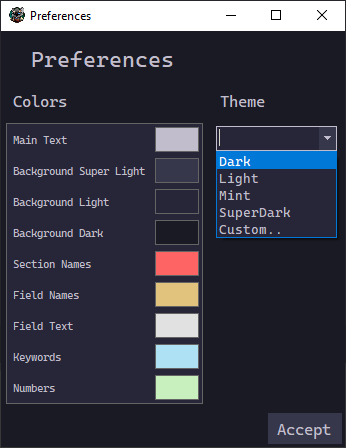 Preferences
Preferences
Colors
Main Text
Background Super Light
Background Light
Background Dark
Section Names
Field Names
Field Text
Keywords
Numbers
Theme
Dark
Light
Mint
SuperDark
Custom..
Accept